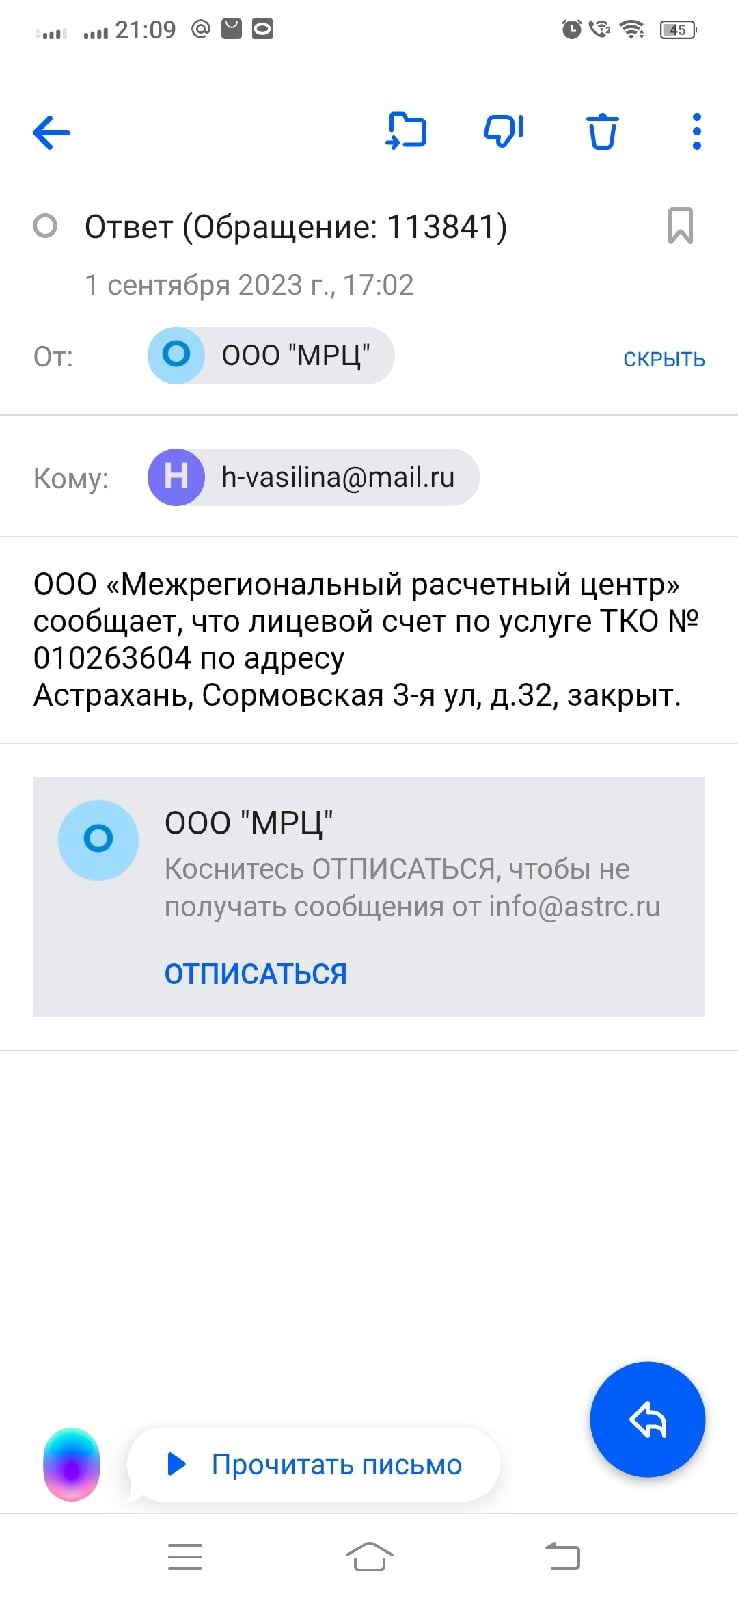 21:09 @ 45
Ответ (Обращение: 113841)
1 сентября 2023 г., 17:02
От: О ООО "МРЦ" СКРЫТЬ
Кому: H h-vasilina@mail.ru
ООО «Межрегиональный расчетный центр»
сообщает, что лицевой счет по услуге ТКО №
010263604 по адресу
Астрахань, Сормовская 3-я ул, д.32, закрыт.
О ООО "МРЦ"
Коснитесь ОТПИСАТЬСЯ, чтобы не
получать сообщения от info@astrc.ru
ОТПИСАТЬСЯ
Прочитать письмо